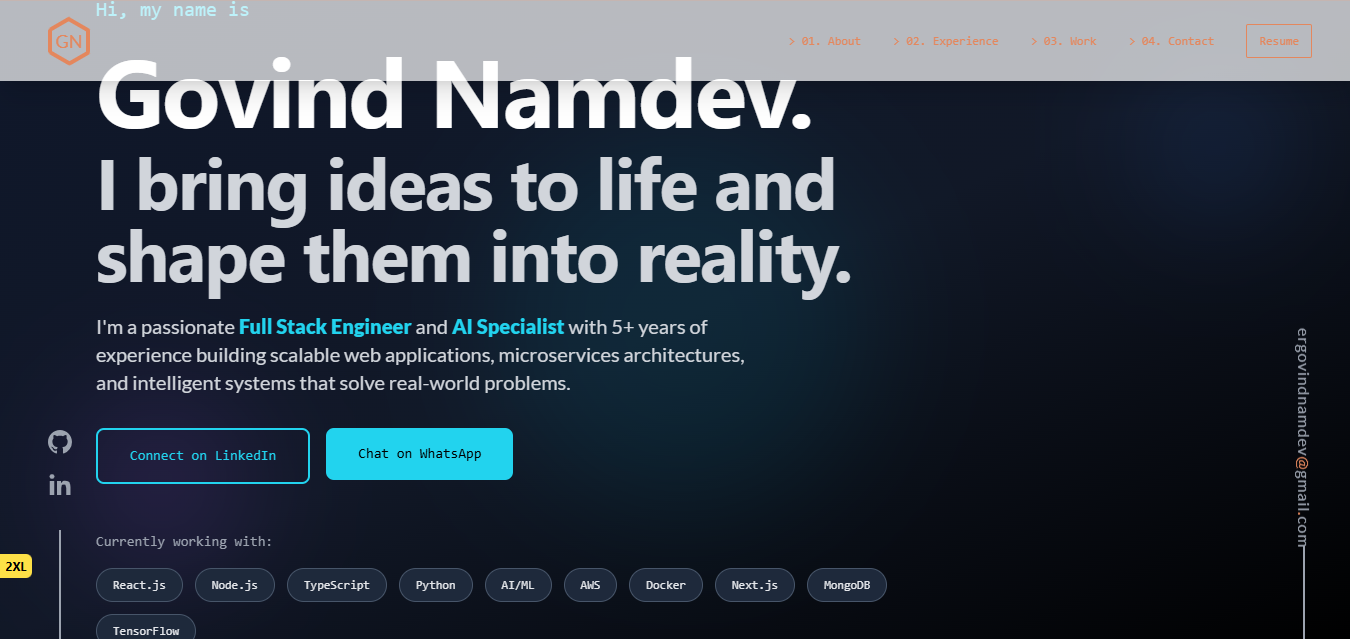 Hi, my name is
GN
> 01. About
> 02. Experience
> 03. Work
> 04. Contact
Resume
Govind Namdev.
I bring ideas to life and
shape them into reality.
I'm a passionate Full Stack Engineer and AI Specialist with 5+ years of
experience building scalable web applications, microservices architectures,
and intelligent systems that solve real-world problems.
Connect on LinkedIn
Chat on WhatsApp
in
ergovindnamdev@gmail.com
Currently working with:
2XL
React.js
Node.js
TypeScript
Python
AI/ML
AWS
Docker
Next.js
MongoDB
TensorFlow